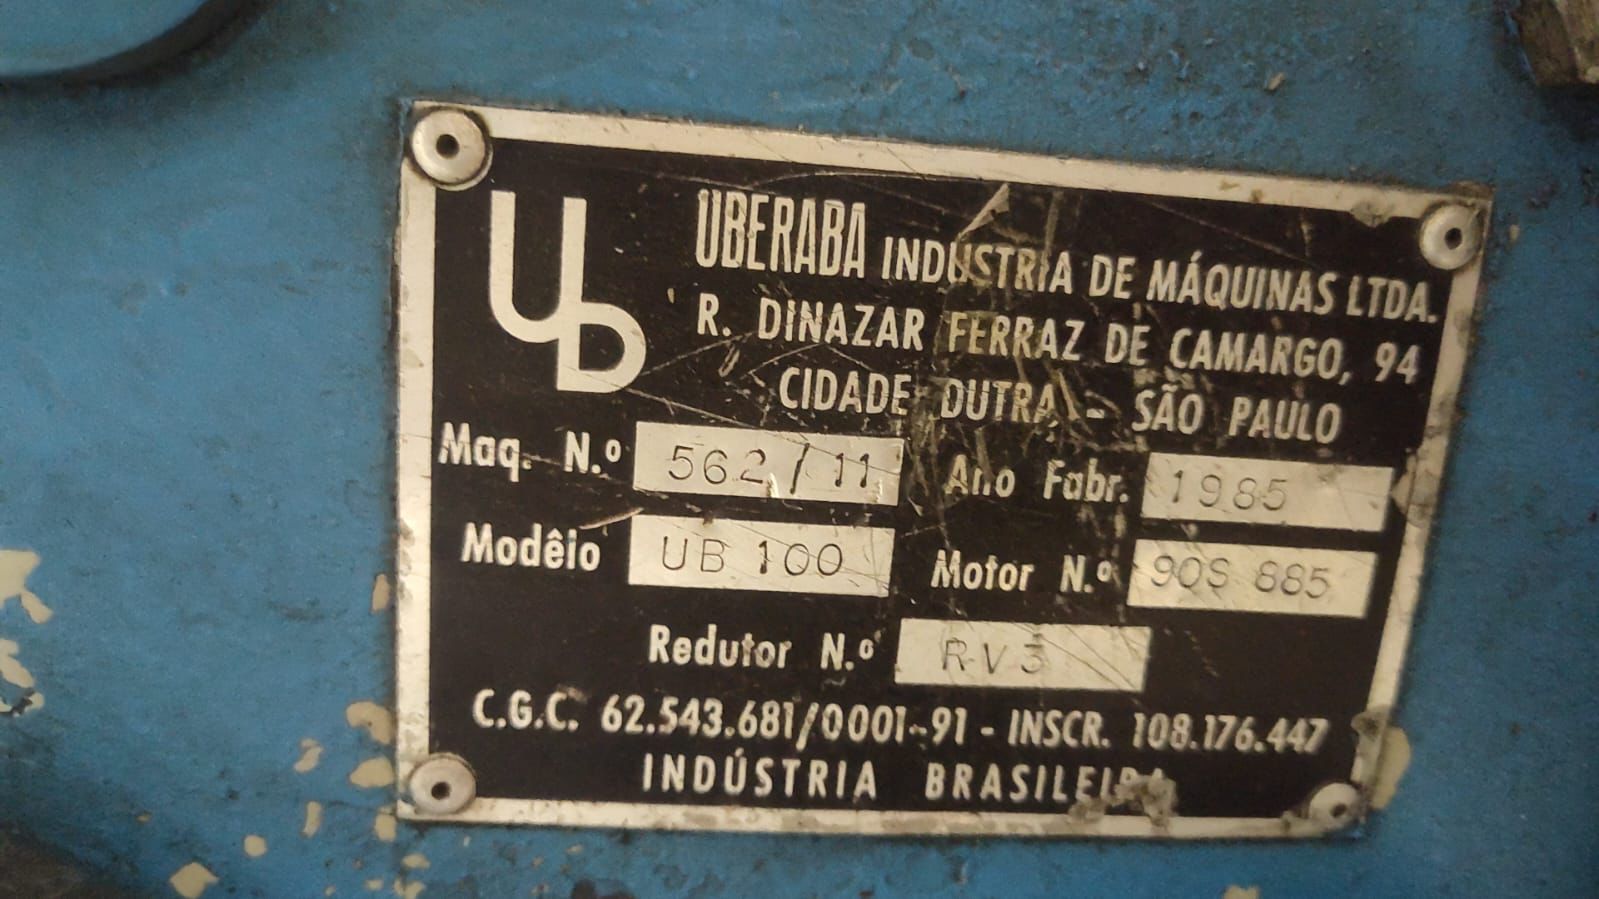 Ub
UBERABA INDUSTRIA DE MÁQUINAS LTDA.
R. DINAZAR FERRAZ DE CAMARGO, 94
CIDADE DUTRA, - SÃO PAULO
Maq. N.º 562/11 Ano Fabr. 1985
Modêlo UB 100 Motor N.º 90S 885
Redutor N.º RV3
C.G.C. 62.543.681/0001-91 - INSCR. 108.176.447
INDÚSTRIA BRASILEIRA